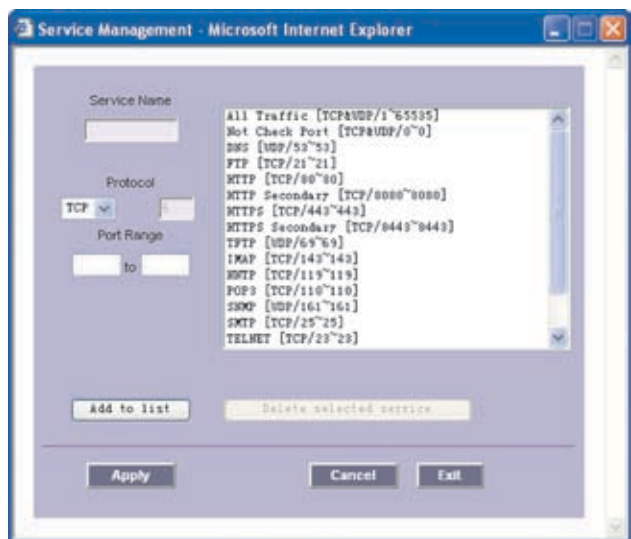 Service Management - Microsoft Internet Explorer
Service Name
Protocol
TCP
Port Range
to
All Traffic [TCP&UDP/1~65535]
Not Check Port [TCP&UDP/0~0]
DNS [UDP/53~53]
FTP [TCP/21~21]
HTTP [TCP/80~80]
HTTP Secondary [TCP/8080~8080]
HTTPS [TCP/443~443]
HTTPS Secondary [TCP/8443~8443]
TFTP [UDP/69~69]
IMAP [TCP/143~143]
NNTP [TCP/119~119]
POP3 [TCP/110~110]
SNMP [UDP/161~161]
SMTP [TCP/25~25]
TELNET [TCP/23~23]
Add to list
Delete selected service
Apply
Cancel
Exit